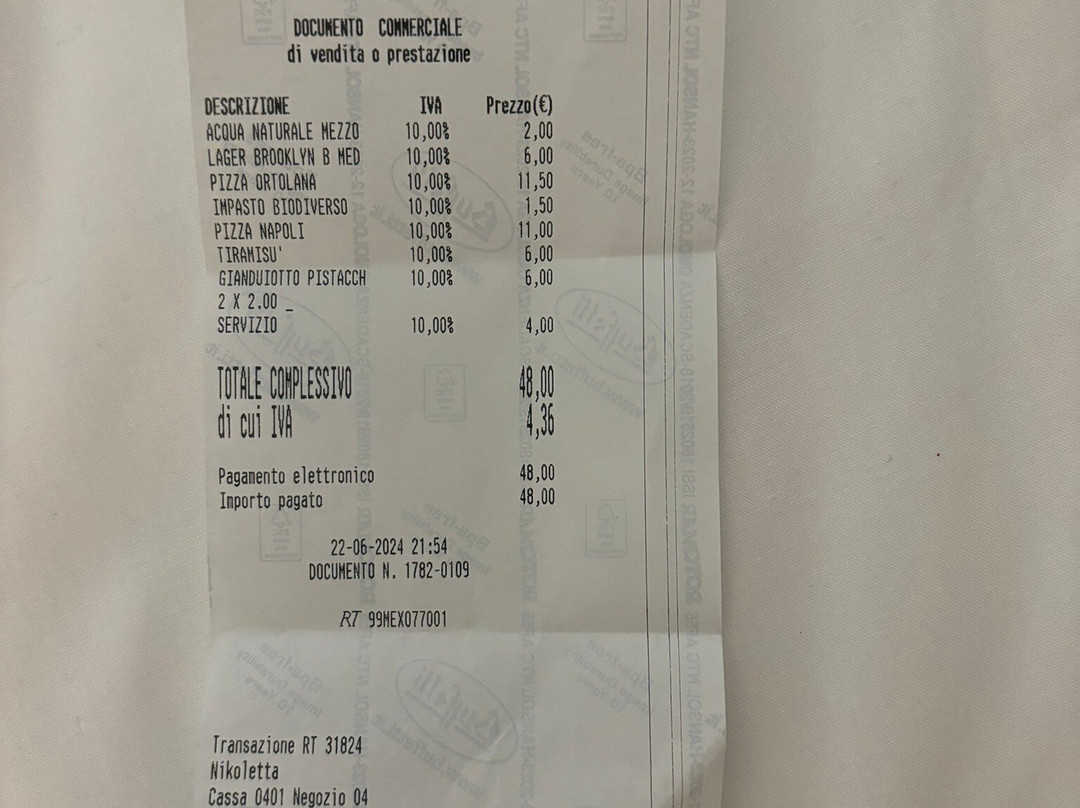 DOCUMENTO COMMERCIALE
di vendita o prestazione
DESCRIZIONE IVA Prezzo(€)
ACQUA NATURALE MEZZO 10,00% 2,00
LAGER BROOKLYN B MED 10,00% 6,00
PIZZA ORTOLANA 10,00% 11,50
IMPASTO BIODIVERSO 10,00% 1,50
PIZZA NAPOLI 10,00% 11,00
TIRAMISU' 10,00% 6,00
GIANDUIOTTO PISTACCH 10,00% 6,00
2 X 2.00 _
SERVIZIO 10,00% 4,00
TOTALE COMPLESSIVO 48,00
di cui IVA 4,36
Pagamento elettronico 48,00
Importo pagato 48,00
22-06-2024 21:54
DOCUMENTO N. 1782-0109
RT 99MEX077001
Transazione RT 31824
Nikoletta
Cassa 0401 Negozio 04